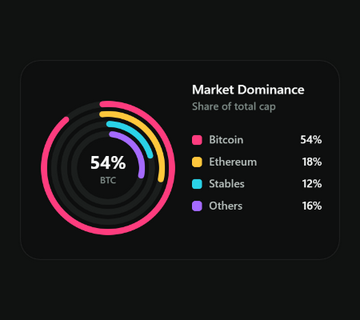 Market Dominance
Share of total cap
54%
BTC
Bitcoin 54%
Ethereum 18%
Stables 12%
Others 16%